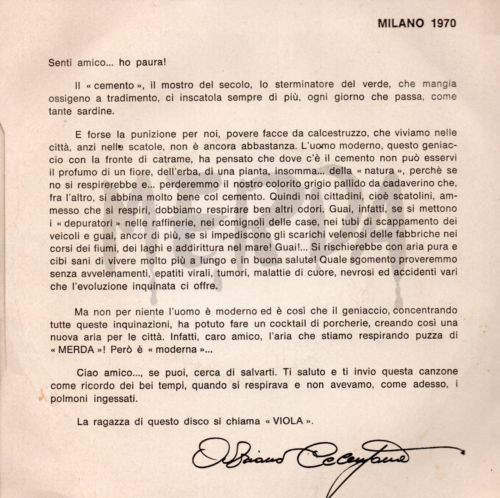 MILANO 1970
Senti amico... ho paura!
Il « cemento », il mostro del secolo, lo sterminatore del verde, che mangia
ossigeno a tradimento, ci inscatola sempre di più, ogni giorno che passa, come
tante sardine.
E forse la punizione per noi, povere facce da calcestruzzo, che viviamo nelle
città, anzi nelle scatole, non è ancora abbastanza. L'uomo moderno, questo geniac-
cio con la fronte di catrame, ha pensato che dove c'è il cemento non può esservi
il profumo di un fiore, dell'erba, di una pianta, insomma... della « natura », perchè se
no si respirerebbe e... perderemmo il nostro colorito grigio pallido da cadaverino che,
fra l'altro, si abbina molto bene col cemento. Quindi noi cittadini, cioè scatolini, am-
messo che si respiri, dobbiamo respirare ben altri odori. Guai, infatti, se si mettono
i « depuratori » nelle raffinerie, nei comignoli delle case, nei tubi di scappamento dei
veicoli e guai, ancor di più, se si impediscono gli scarichi velenosi delle fabbriche nei
corsi dei fiumi, dei laghi e addirittura nel mare! Guai!... Si rischierebbe con aria pura e
cibi sani di vivere molto più a lungo e in buona salute! Quale sgomento proveremmo
senza avvelenamenti, epatiti virali, tumori, malattie di cuore, nevrosi ed accidenti vari
che l'evoluzione inquinata ci offre.
Ma non per niente l'uomo è moderno ed è così che il geniaccio, concentrando
tutte queste inquinazioni, ha potuto fare un cocktail di porcherie, creando così una
nuova aria per le città. Infatti, caro amico, l'aria che stiamo respirando puzza di
« MERDA »! Però è « moderna »...
Ciao amico..., se puoi, cerca di salvarti. Ti saluto e ti invio questa canzone
come ricordo dei bei tempi, quando si respirava e non avevamo, come adesso, i
polmoni ingessati.
La ragazza di questo disco si chiama « VIOLA ».
Adriano Celentano